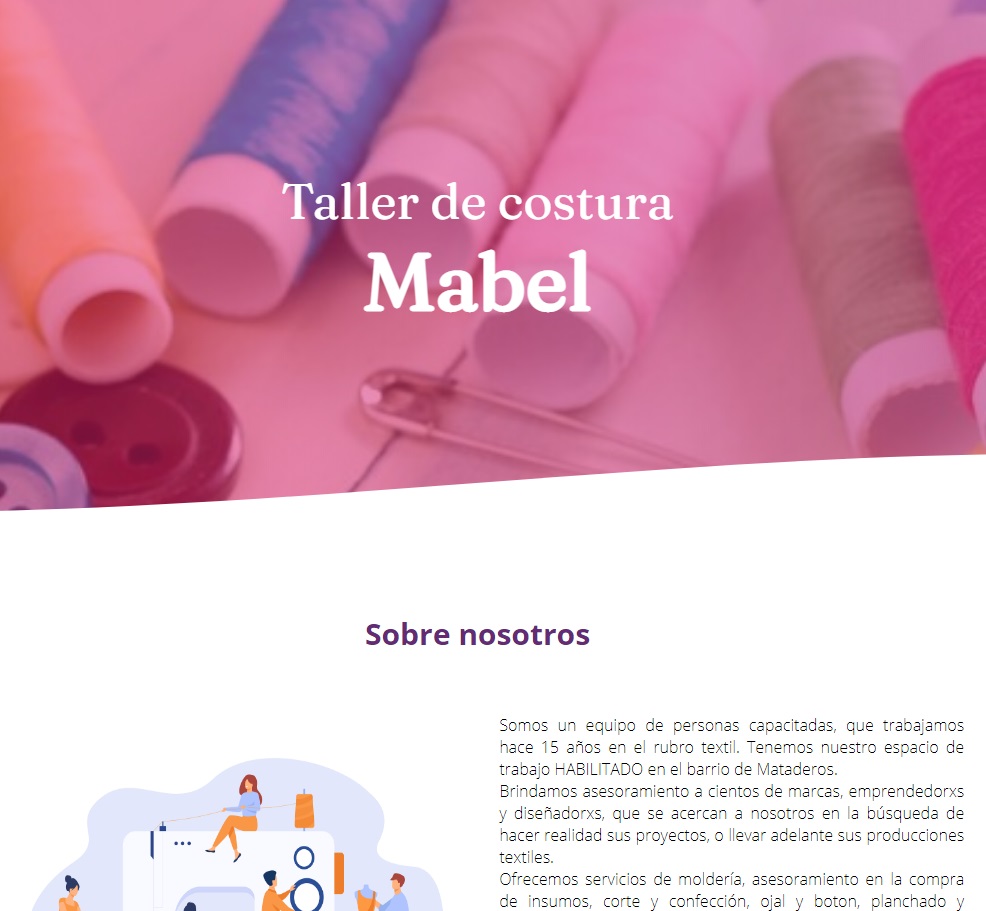 Taller de costura
Mabel
Sobre nosotros
Somos un equipo de personas capacitadas, que trabajamos
hace 15 años en el rubro textil. Tenemos nuestro espacio de
trabajo HABILITADO en el barrio de Mataderos.
Brindamos asesoramiento a cientos de marcas, emprendedorxs
y diseñadorxs, que se acercan a nosotros en la búsqueda de
hacer realidad sus proyectos, o llevar adelante sus producciones
textiles.
Ofrecemos servicios de moldería, asesoramiento en la compra
de insumos, corte y confección, ojal y boton, planchado y